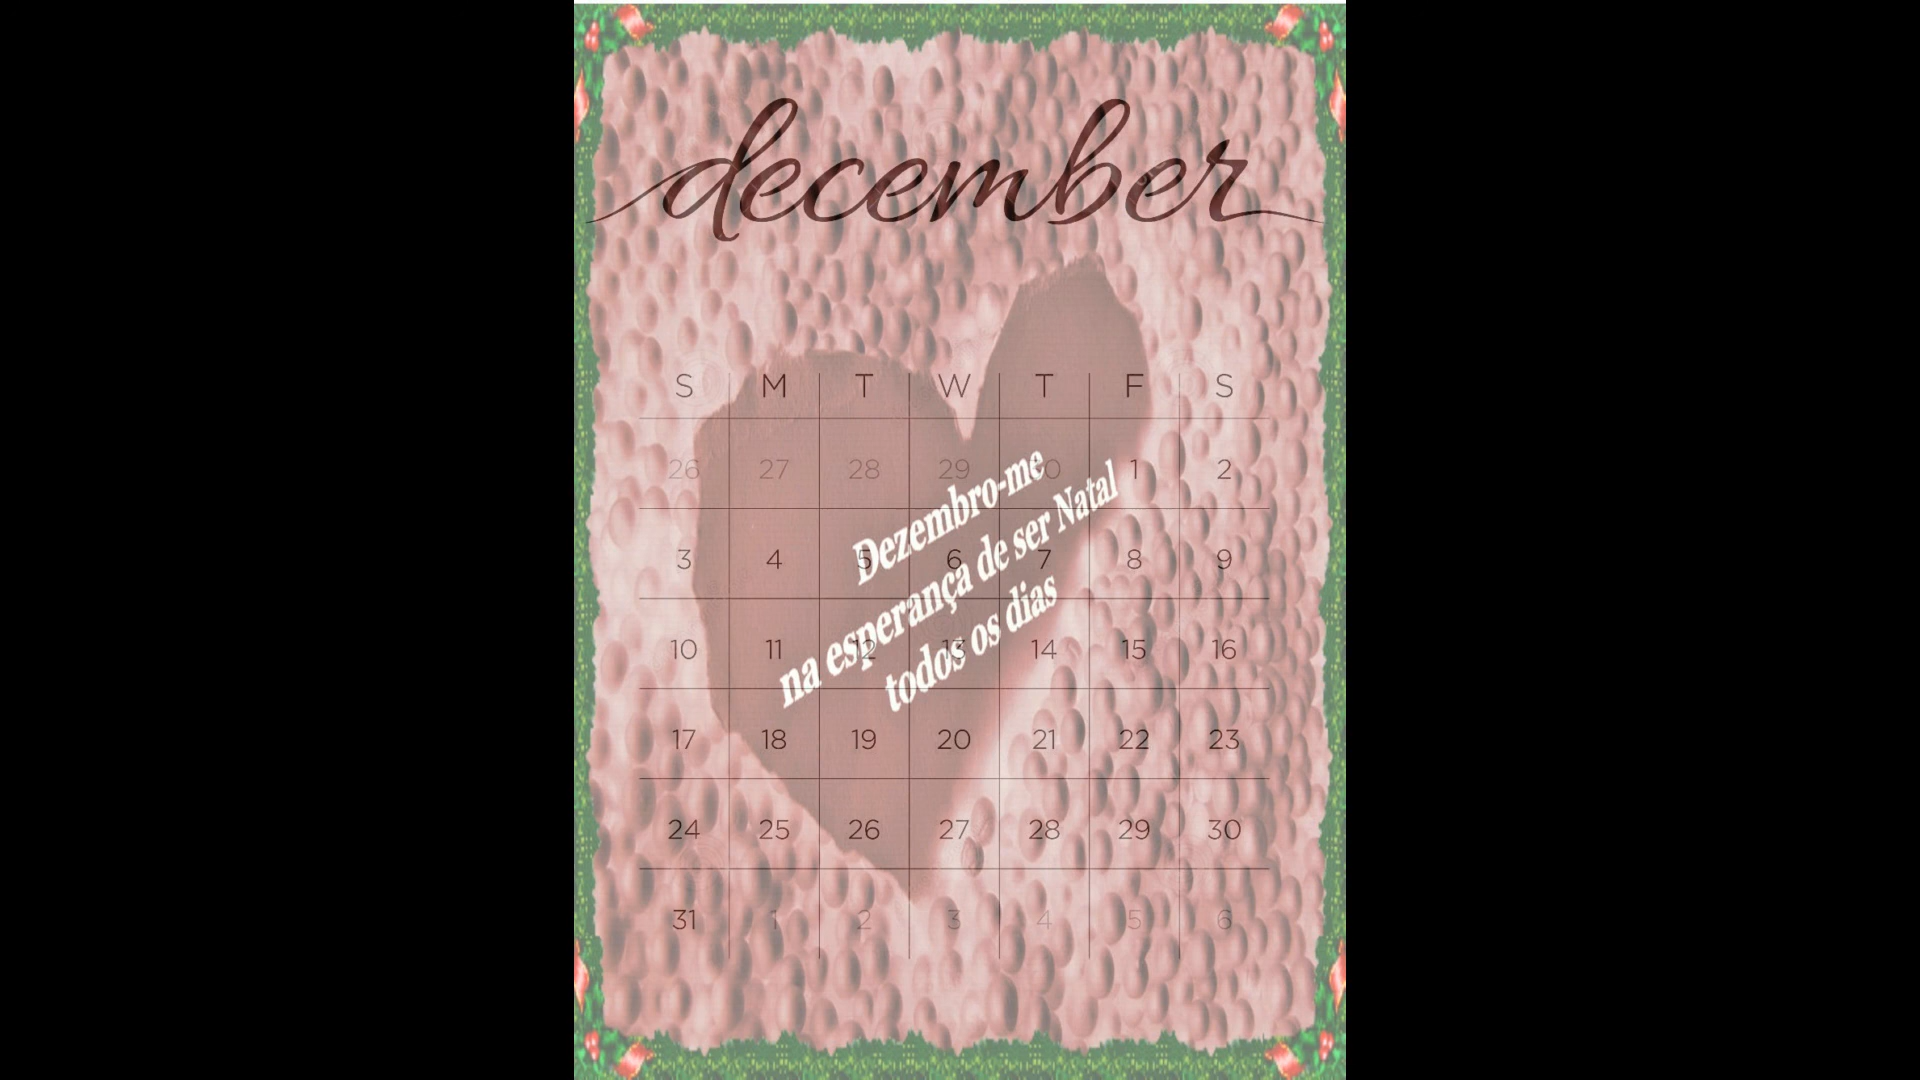 december
S M T W T F S
26 27 28 29 30 1 2
Dezembro-me
na esperança de ser Natal
todos os dias
3 4 5 6 7 8 9
10 11 12 13 14 15 16
17 18 19 20 21 22 23
24 25 26 27 28 29 30
31 1 2 3 4 5 6